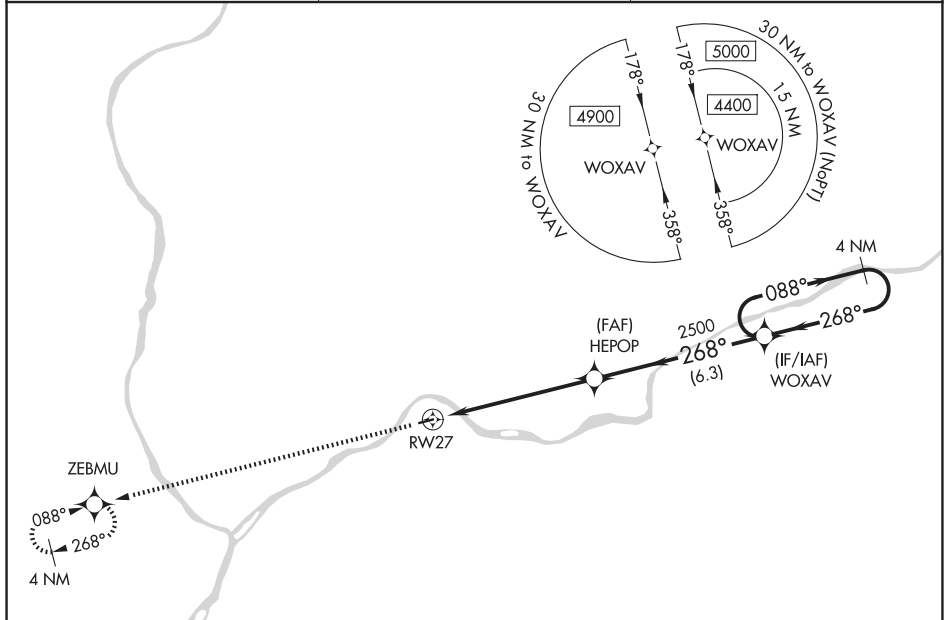 178°
4900
30 NM to WOXAV
WOXAV
358°
178°
5000
30 NM to WOXAV (NoPT)
4400
15 NM
WOXAV
358°
4 NM
088°
268°
(IF/IAF)
WOXAV
2500
268°
(6.3)
(FAF)
HEPOP
RW27
ZEBMU
088°
268°
4 NM